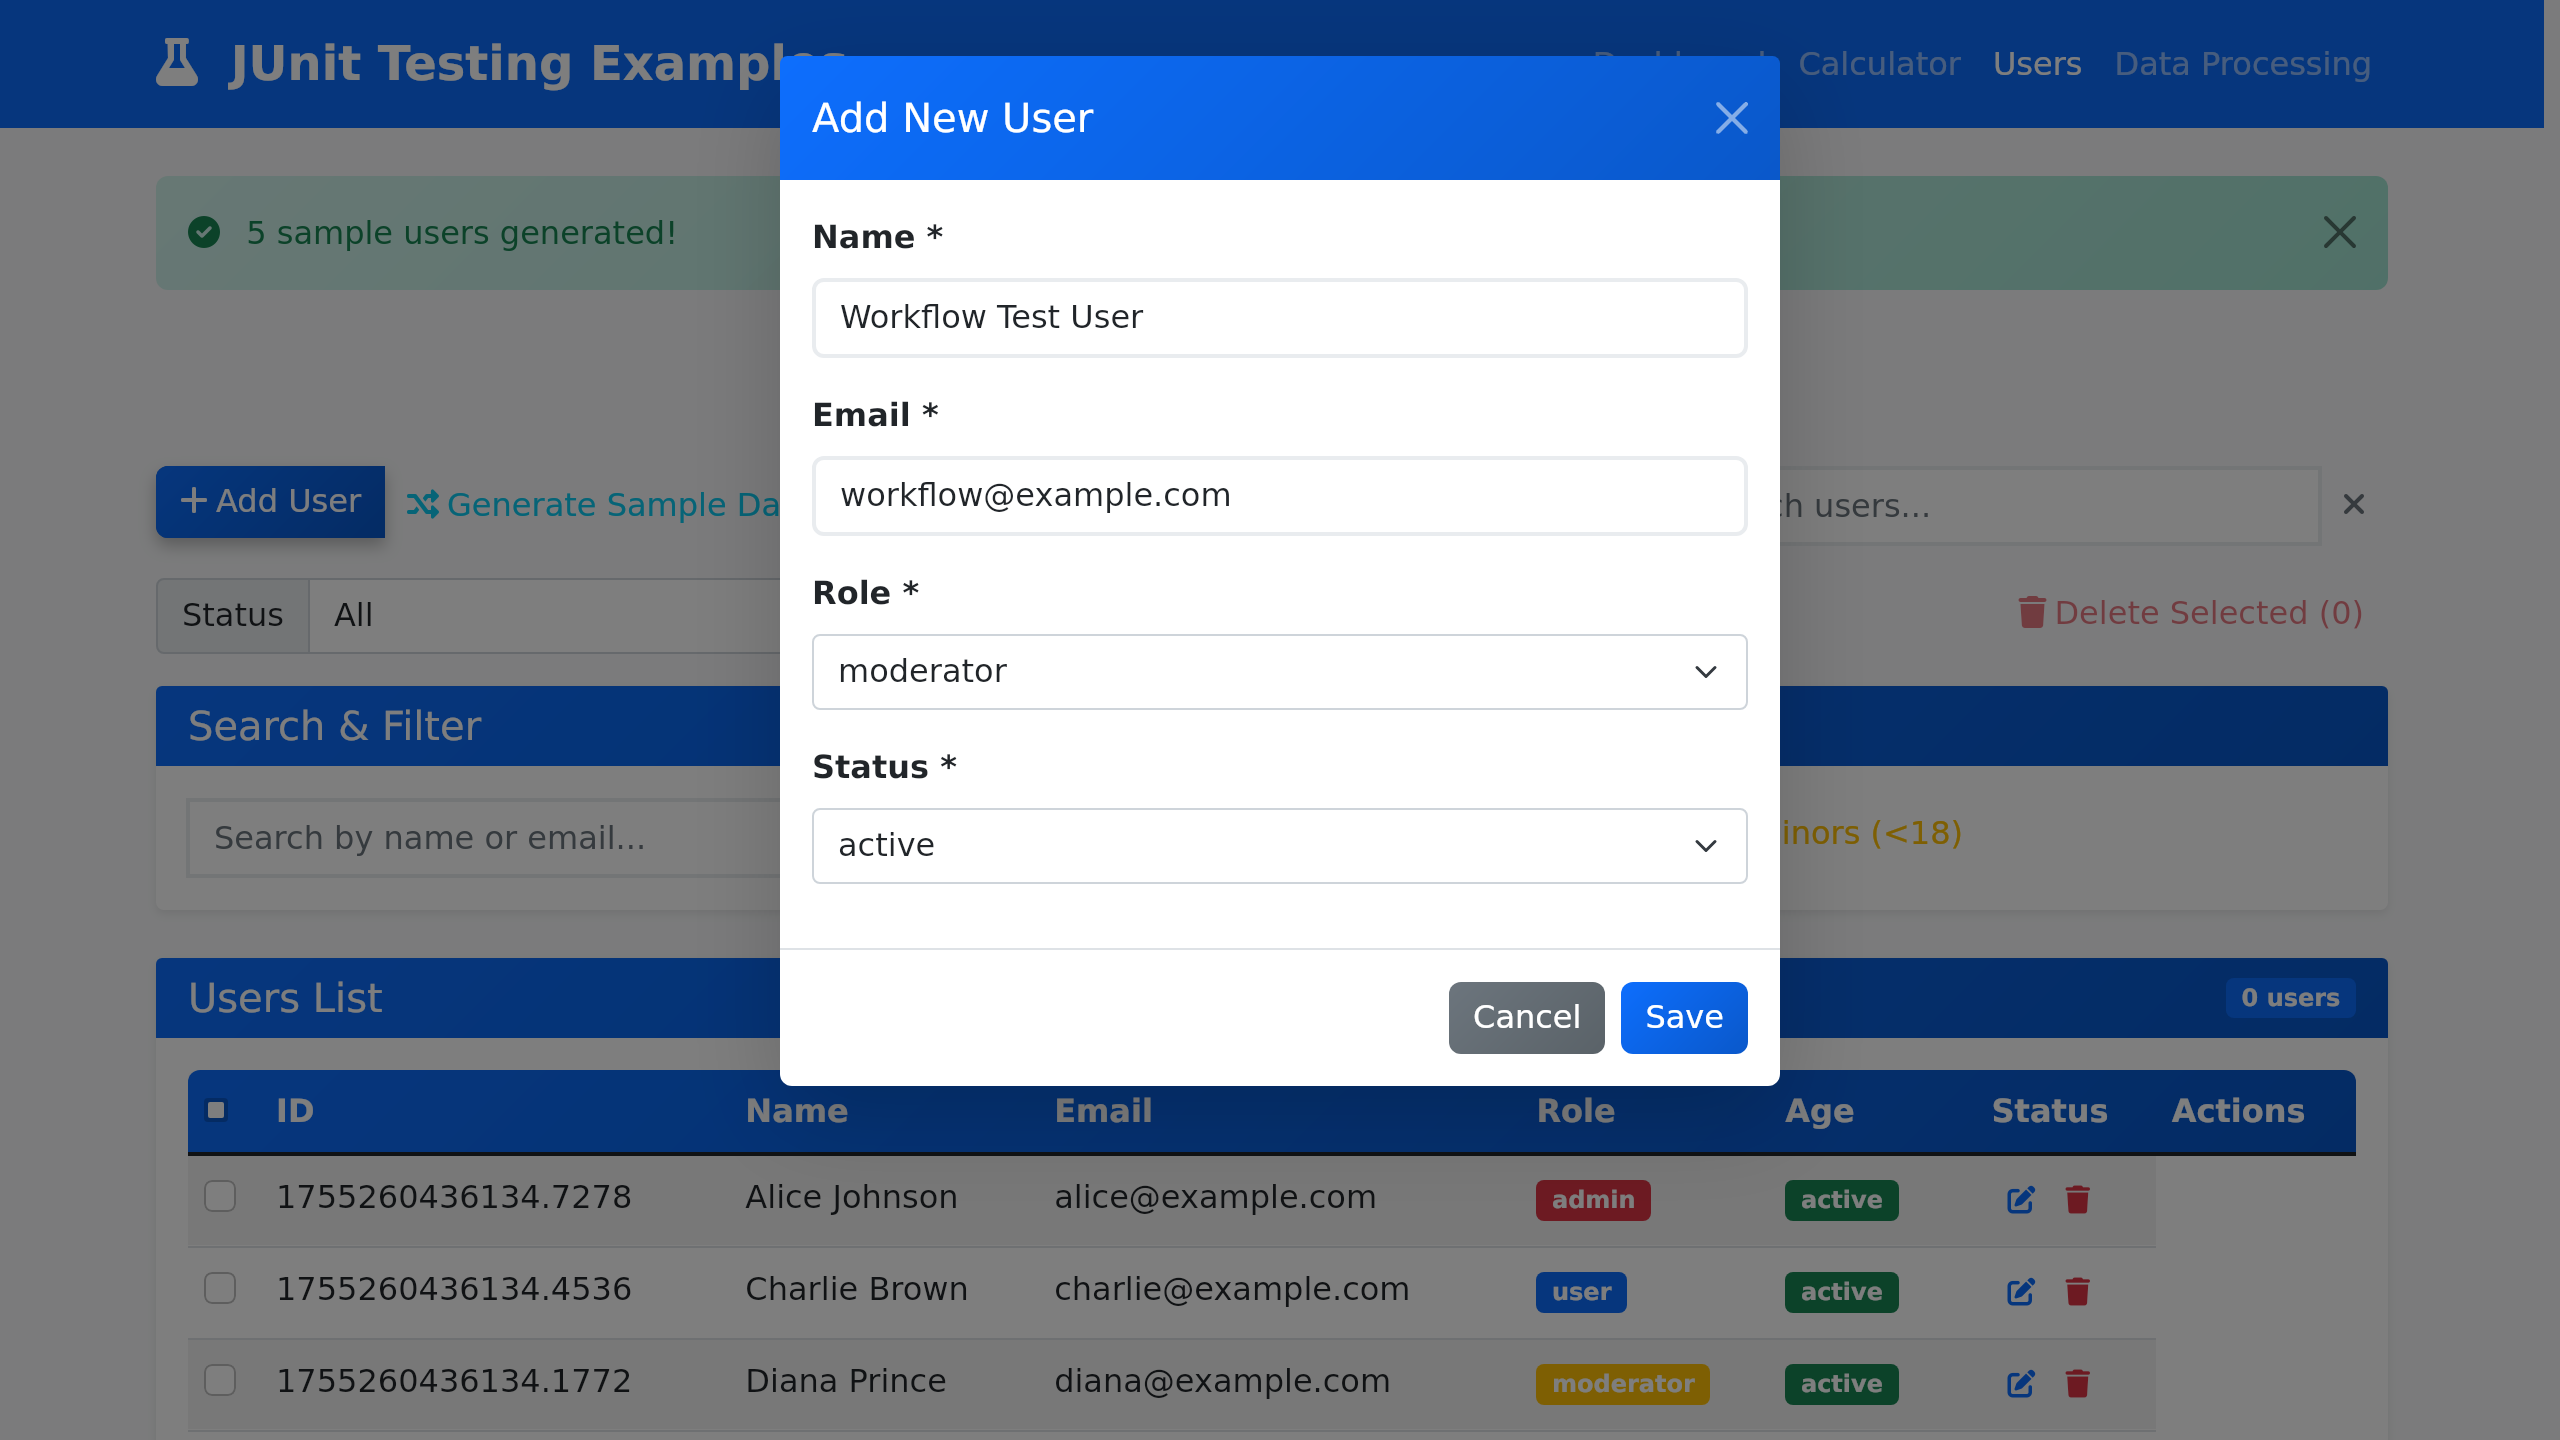 JUnit Testing Examples
Calculator
Users
Data Processing
Add New User
5 sample users generated!
Name *
Workflow Test User
Email *
workflow@example.com
Add User
Generate Sample Da
h users...
Role *
moderator
Status
All
Delete Selected (0)
Search & Filter
Status *
active
Search by name or email...
inors (<18)
Cancel
Save
Users List
0 users
ID
Name
Email
Role
Age
Status
Actions
1755260436134.7278
Alice Johnson
alice@example.com
admin
active
1755260436134.4536
Charlie Brown
charlie@example.com
user
active
1755260436134.1772
Diana Prince
diana@example.com
moderator
active